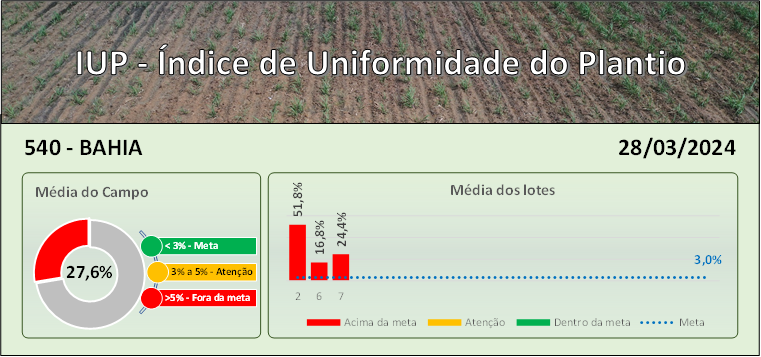 IUP - Índice de Uniformidade do Plantio
540 - BAHIA
28/03/2024
Média do Campo
27,6%
< 3% - Meta
3% a 5% - Atenção
>5% - Fora da meta
Média dos lotes
51,8%
16,8%
24,4%
3,0%
2 6 7
Acima da meta Atenção Dentro da meta Meta